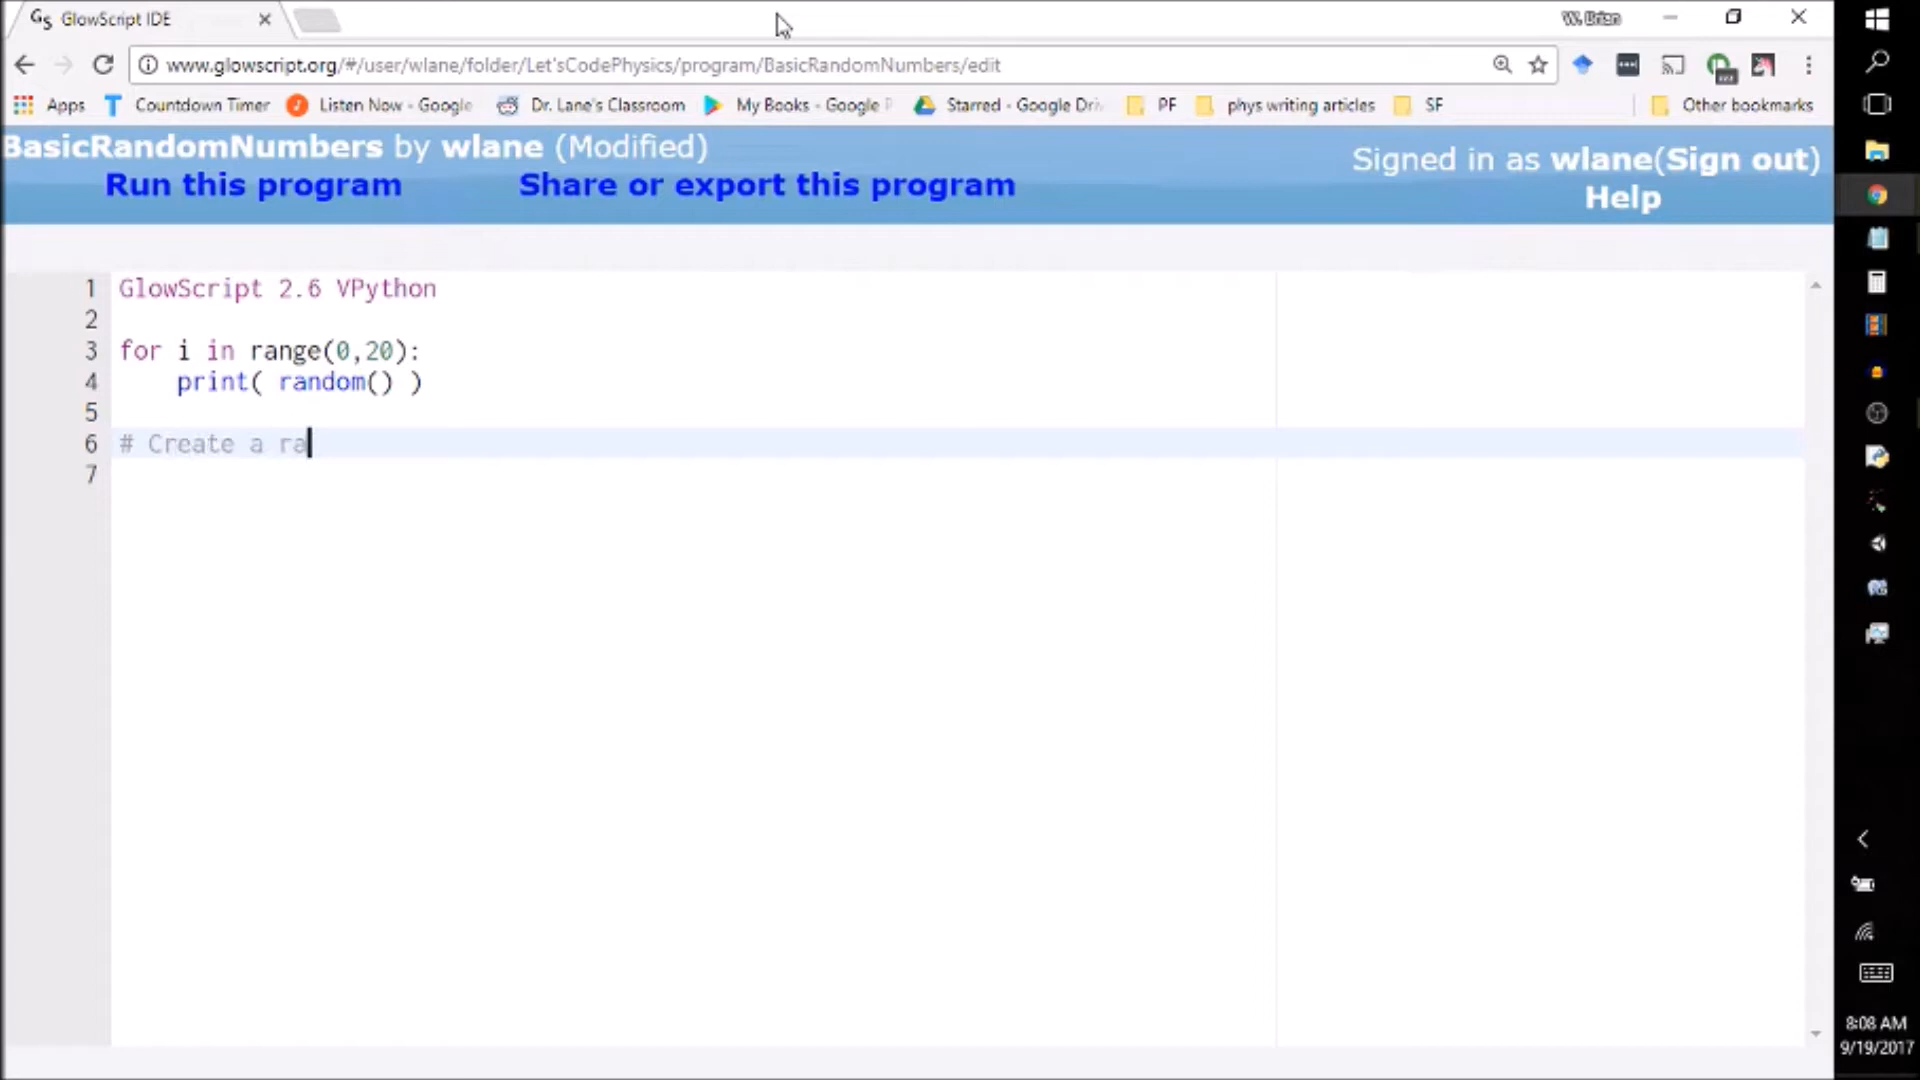 GlowScript IDE
W. Brian
www.glowscript.org/#/user/wlane/folder/Let'sCodePhysics/program/BasicRandomNumbers/edit
Apps Countdown Timer Listen Now - Google Dr. Lane's Classroom My Books - Google Starred - Google Dri PF phys writing articles SF Other bookmarks
BasicRandomNumbers by wlane (Modified)
Signed in as wlane(Sign out)
Run this program Share or export this program
Help
1 GlowScript 2.6 VPython
2
3 for i in range(0,20):
4 print( random() )
5
6 # Create a ra
7
8:08 AM
9/19/2017